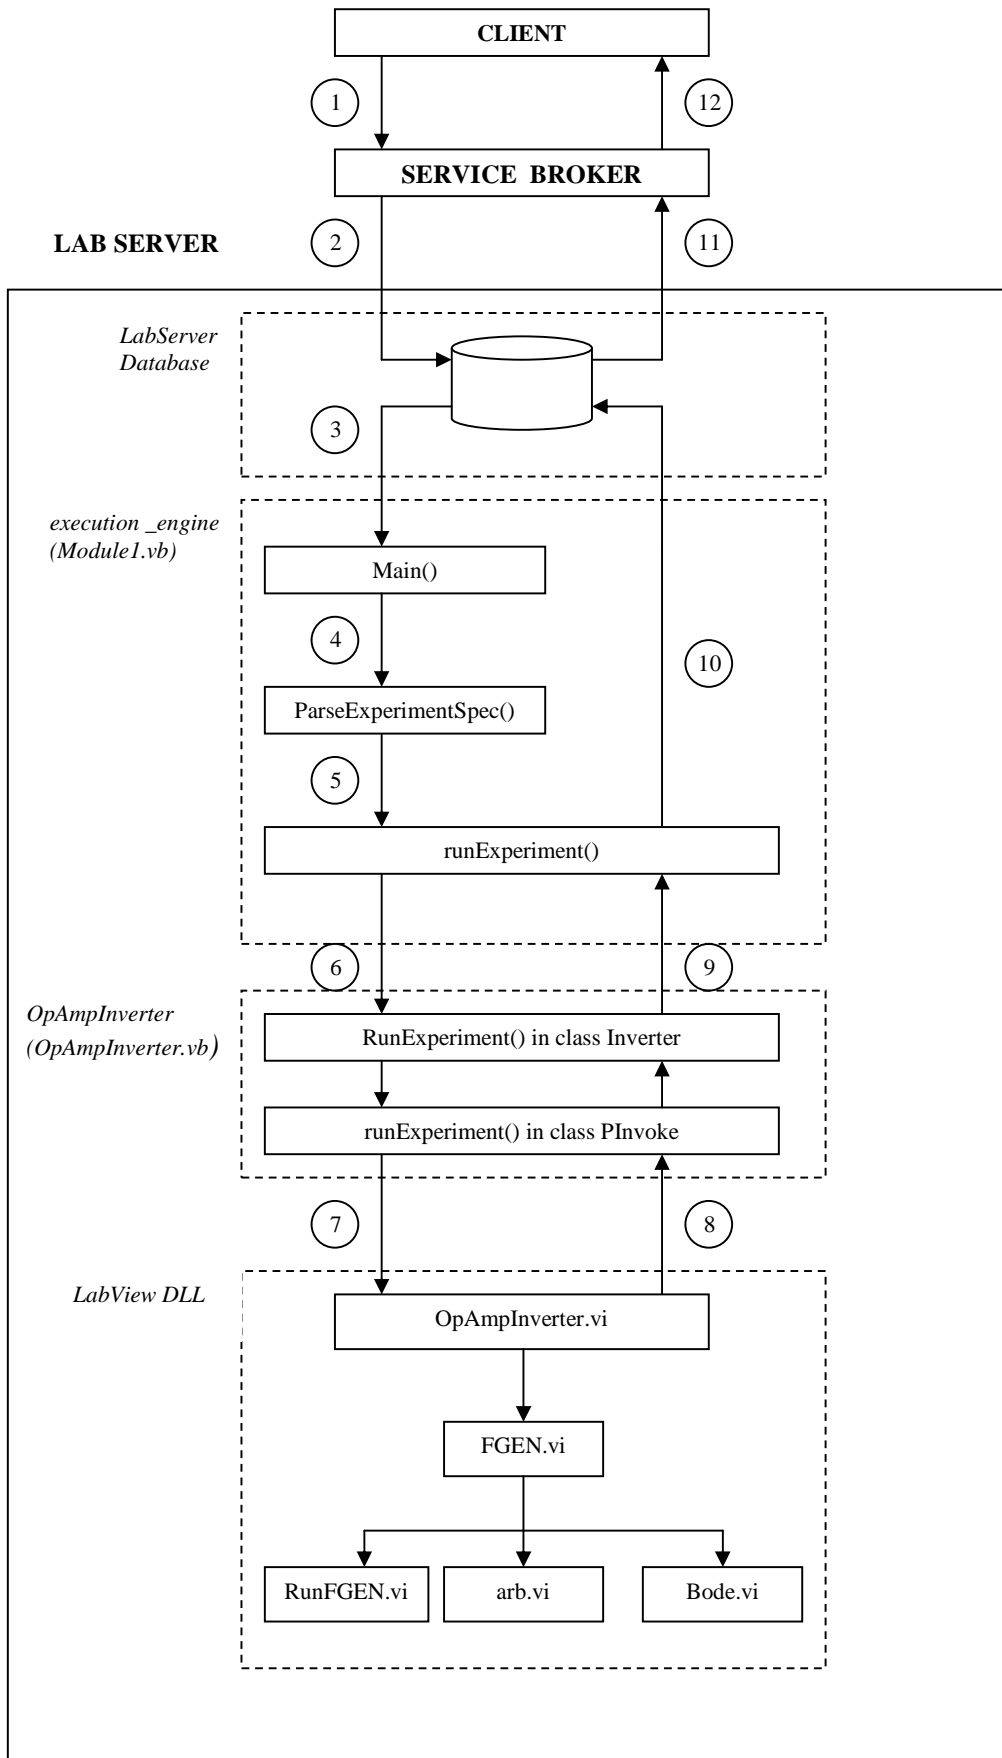 CLIENT
1
12
SERVICE BROKER
LAB SERVER
2
11
LabServer
Database
3
execution _engine
(Module1.vb)
Main()
4
10
ParseExperimentSpec()
5
runExperiment()
6
9
OpAmpInverter
(OpAmpInverter.vb)
RunExperiment() in class Inverter
runExperiment() in class PInvoke
7
8
LabView DLL
OpAmpInverter.vi
FGEN.vi
RunFGEN.vi
arb.vi
Bode.vi